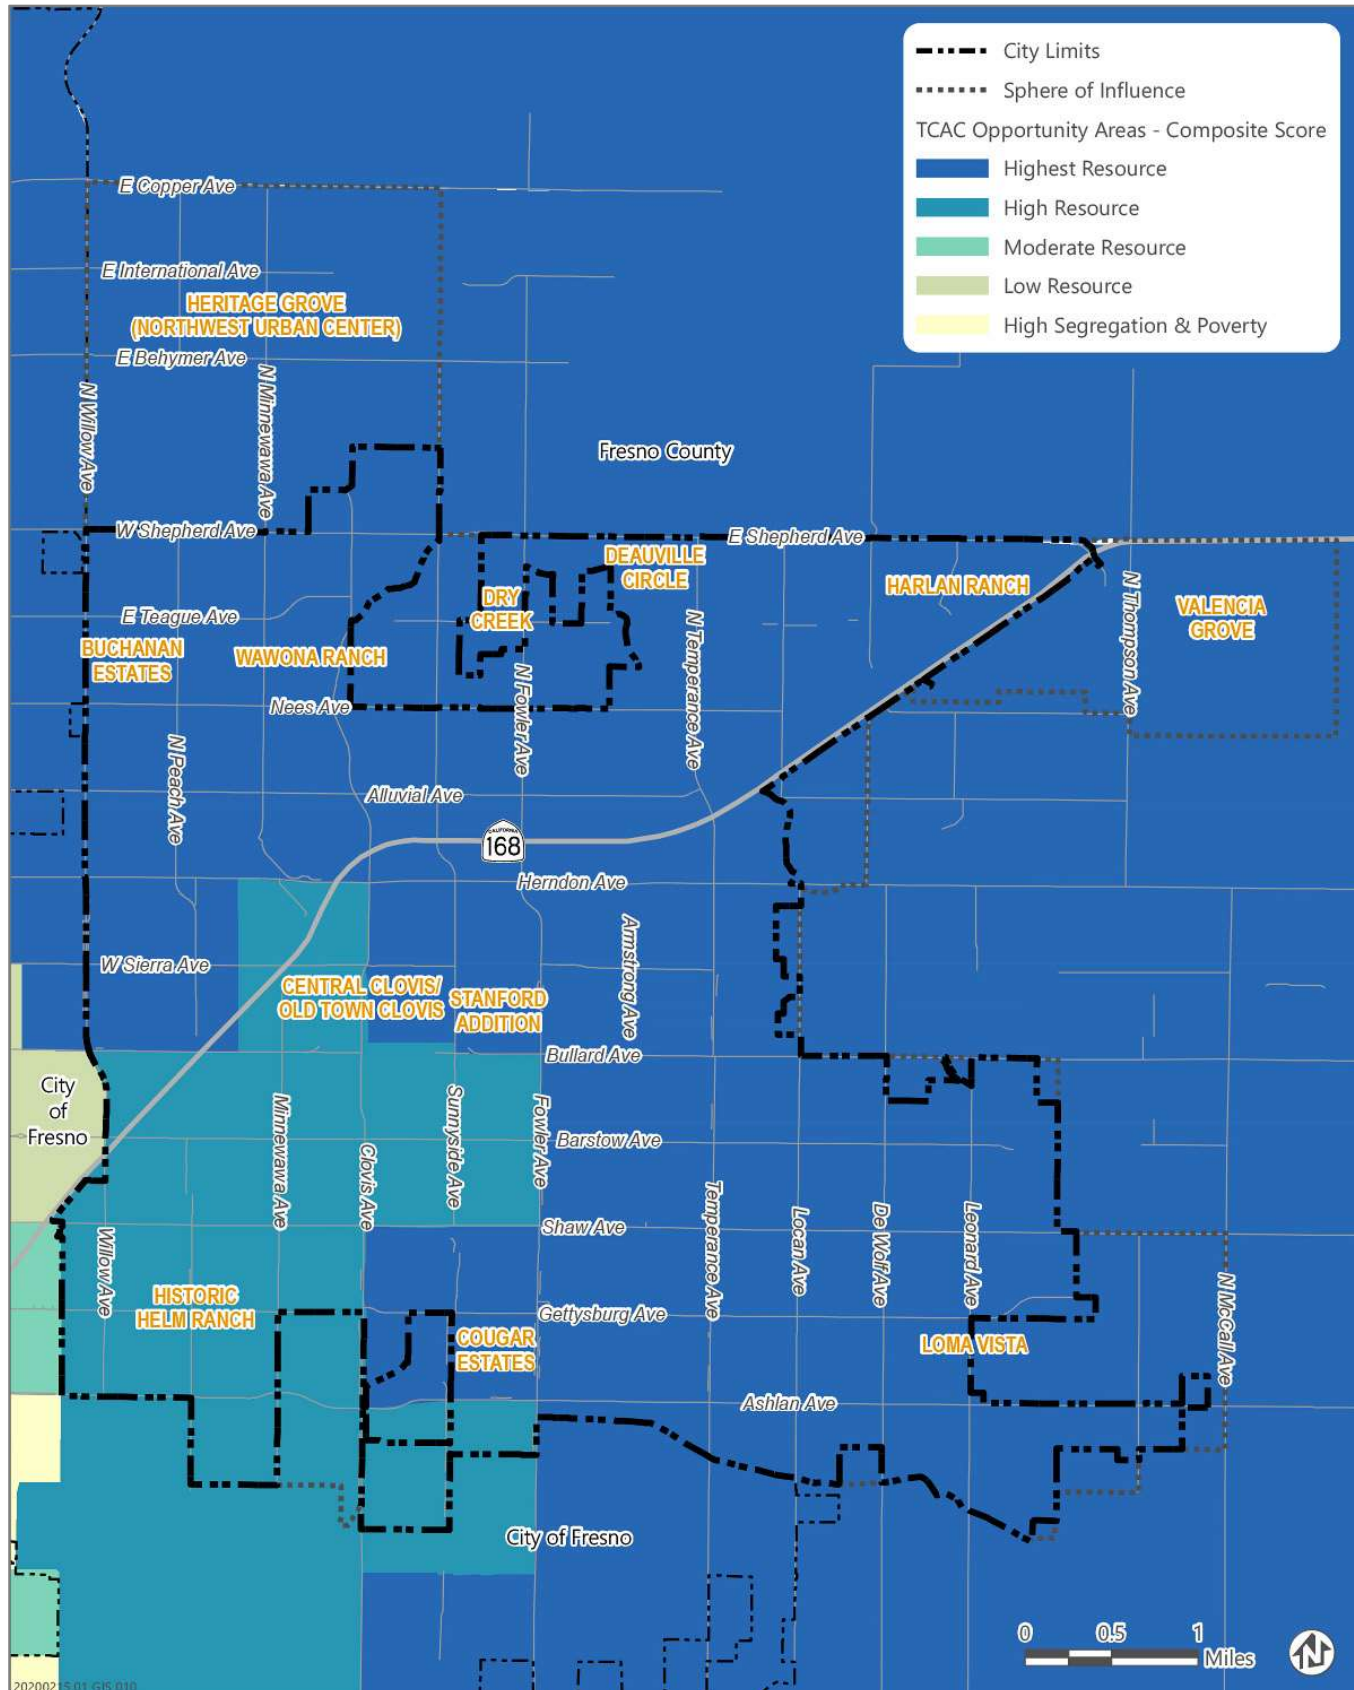 City Limits
Sphere of Influence
TCAC Opportunity Areas - Composite Score
Highest Resource
High Resource
Moderate Resource
Low Resource
High Segregation & Poverty
E Copper Ave
E International Ave
HERITAGE GROVE
(NORTHWEST URBAN CENTER)
E Behymer Ave
N Willow Ave
N Minnewawa Ave
Fresno County
W Shepherd Ave
E Shepherd Ave
DEAUVILLE
CIRCLE
HARLAN RANCH
DRY
CREEK
VALENCIA
GROVE
E Teague Ave
BUCHANAN
ESTATES
WAWONA RANCH
N Temperance Ave
N Thompson Ave
N Fowler Ave
Nees Ave
N Peach Ave
Alluvial Ave
CALIFORNIA
168
Herndon Ave
Armstrong Ave
W Sierra Ave
CENTRAL CLOVIS/
OLD TOWN CLOVIS
STANFORD
ADDITION
Bullard Ave
City
of
Fresno
Minnewawa Ave
Clovis Ave
Sunnyside Ave
Fowler Ave
Barstow Ave
Shaw Ave
Temperance Ave
Locan Ave
De Wolf Ave
Leonard Ave
Willow Ave
N McCall Ave
HISTORIC
HELM RANCH
Gettysburg Ave
COUGAR
ESTATES
LOMA VISTA
Ashlan Ave
City of Fresno
0 0.5 1
Miles
N
20200215.01 GIS 010